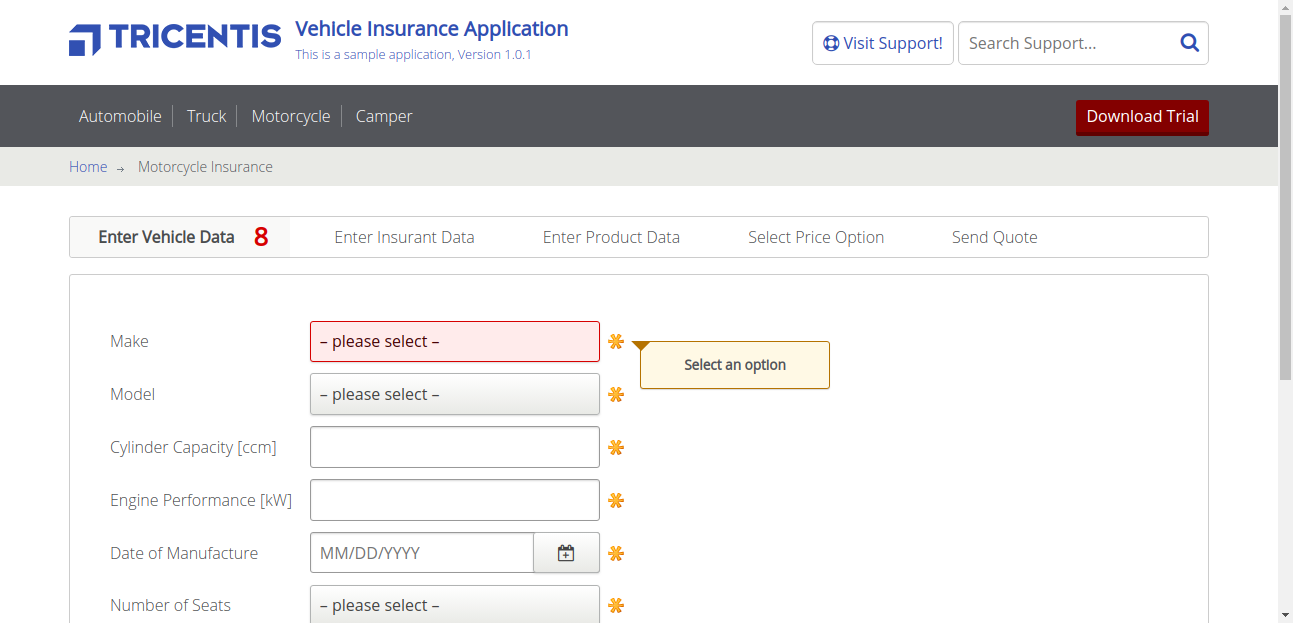 TRICENTIS
Vehicle Insurance Application
This is a sample application, Version 1.0.1
Visit Support!
Search Support...
Automobile
Truck
Motorcycle
Camper
Download Trial
Home → Motorcycle Insurance
Enter Vehicle Data 8
Enter Insurant Data
Enter Product Data
Select Price Option
Send Quote
Make
– please select –
Select an option
Model
– please select –
Cylinder Capacity [ccm]
Engine Performance [kW]
Date of Manufacture
MM/DD/YYYY
Number of Seats
– please select –